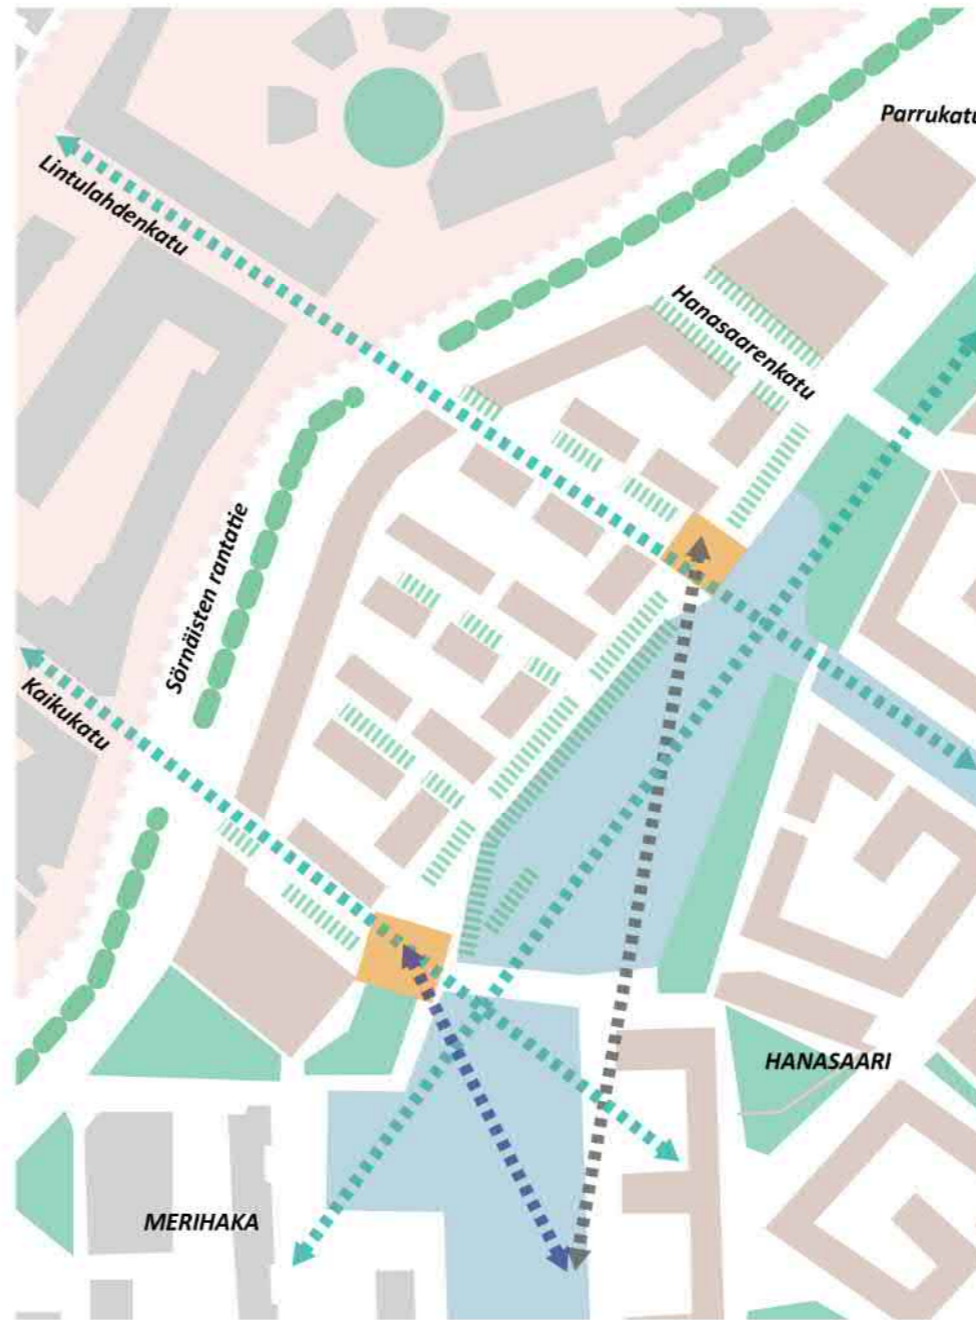 Parrukatu
Lintulahdenkatu
Hanasaarenkatu
Sörnäisten rantatie
Kaikukatu
HANASAARI
MERIHAKA